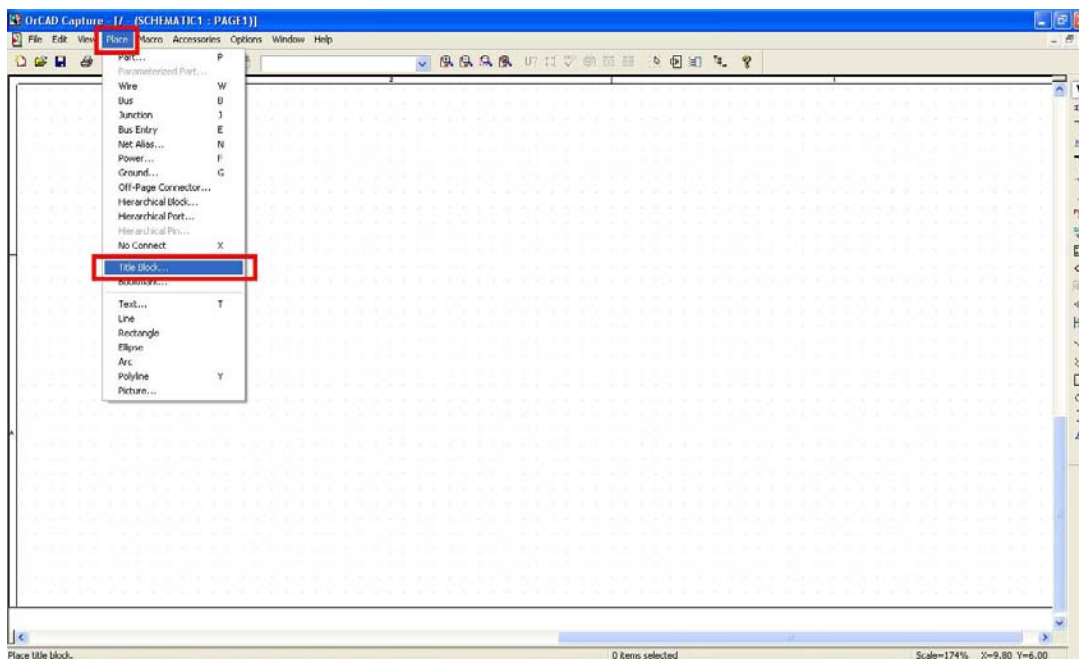 OrCAD Capture - [/ - (SCHEMATIC1 : PAGE1)]
File Edit View Place Macro Accessories Options Window Help
Part... P
Parameterized Part...
U?
2
1
Wire W
Bus B
Junction J
Bus Entry E
Net Alias... N
Power... F
Ground... G
Off-Page Connector...
Hierarchical Block...
Hierarchical Port...
Hierarchical Pin...
No Connect X
Title Block...
Bookmark...
Text... T
Line
Rectangle
Ellipse
Arc
Polyline Y
Picture...
A
Place title block.
0 items selected
Scale=174% X=9.80 Y=6.00